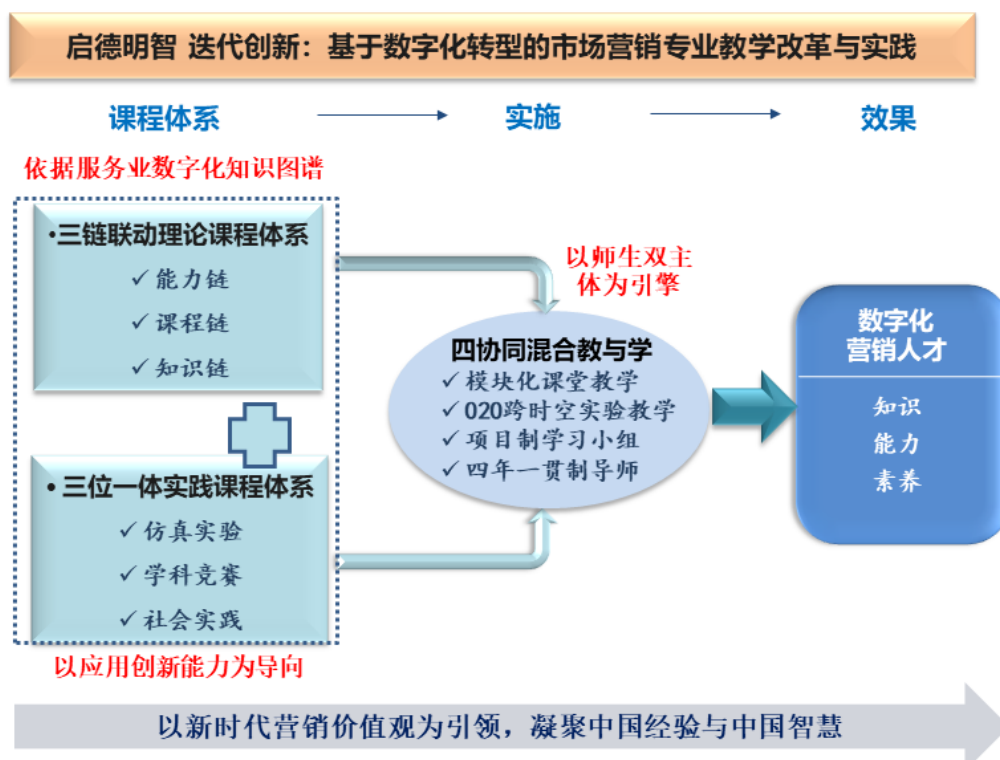 启德明智 迭代创新：基于数字化转型的市场营销专业教学改革与实践
课程体系
实施
效果
依据服务业数字化知识图谱
•三链联动理论课程体系
✓ 能力链
✓ 课程链
✓ 知识链
• 三位一体实践课程体系
✓ 仿真实验
✓ 学科竞赛
✓ 社会实践
以应用创新能力为导向
以师生双主
体为引擎
四协同混合教与学
✓ 模块化课堂教学
✓ 020跨时空实验教学
✓ 项目制学习小组
✓ 四年一贯制导师
数字化
营销人才
知识
能力
素养
以新时代营销价值观为引领，凝聚中国经验与中国智慧